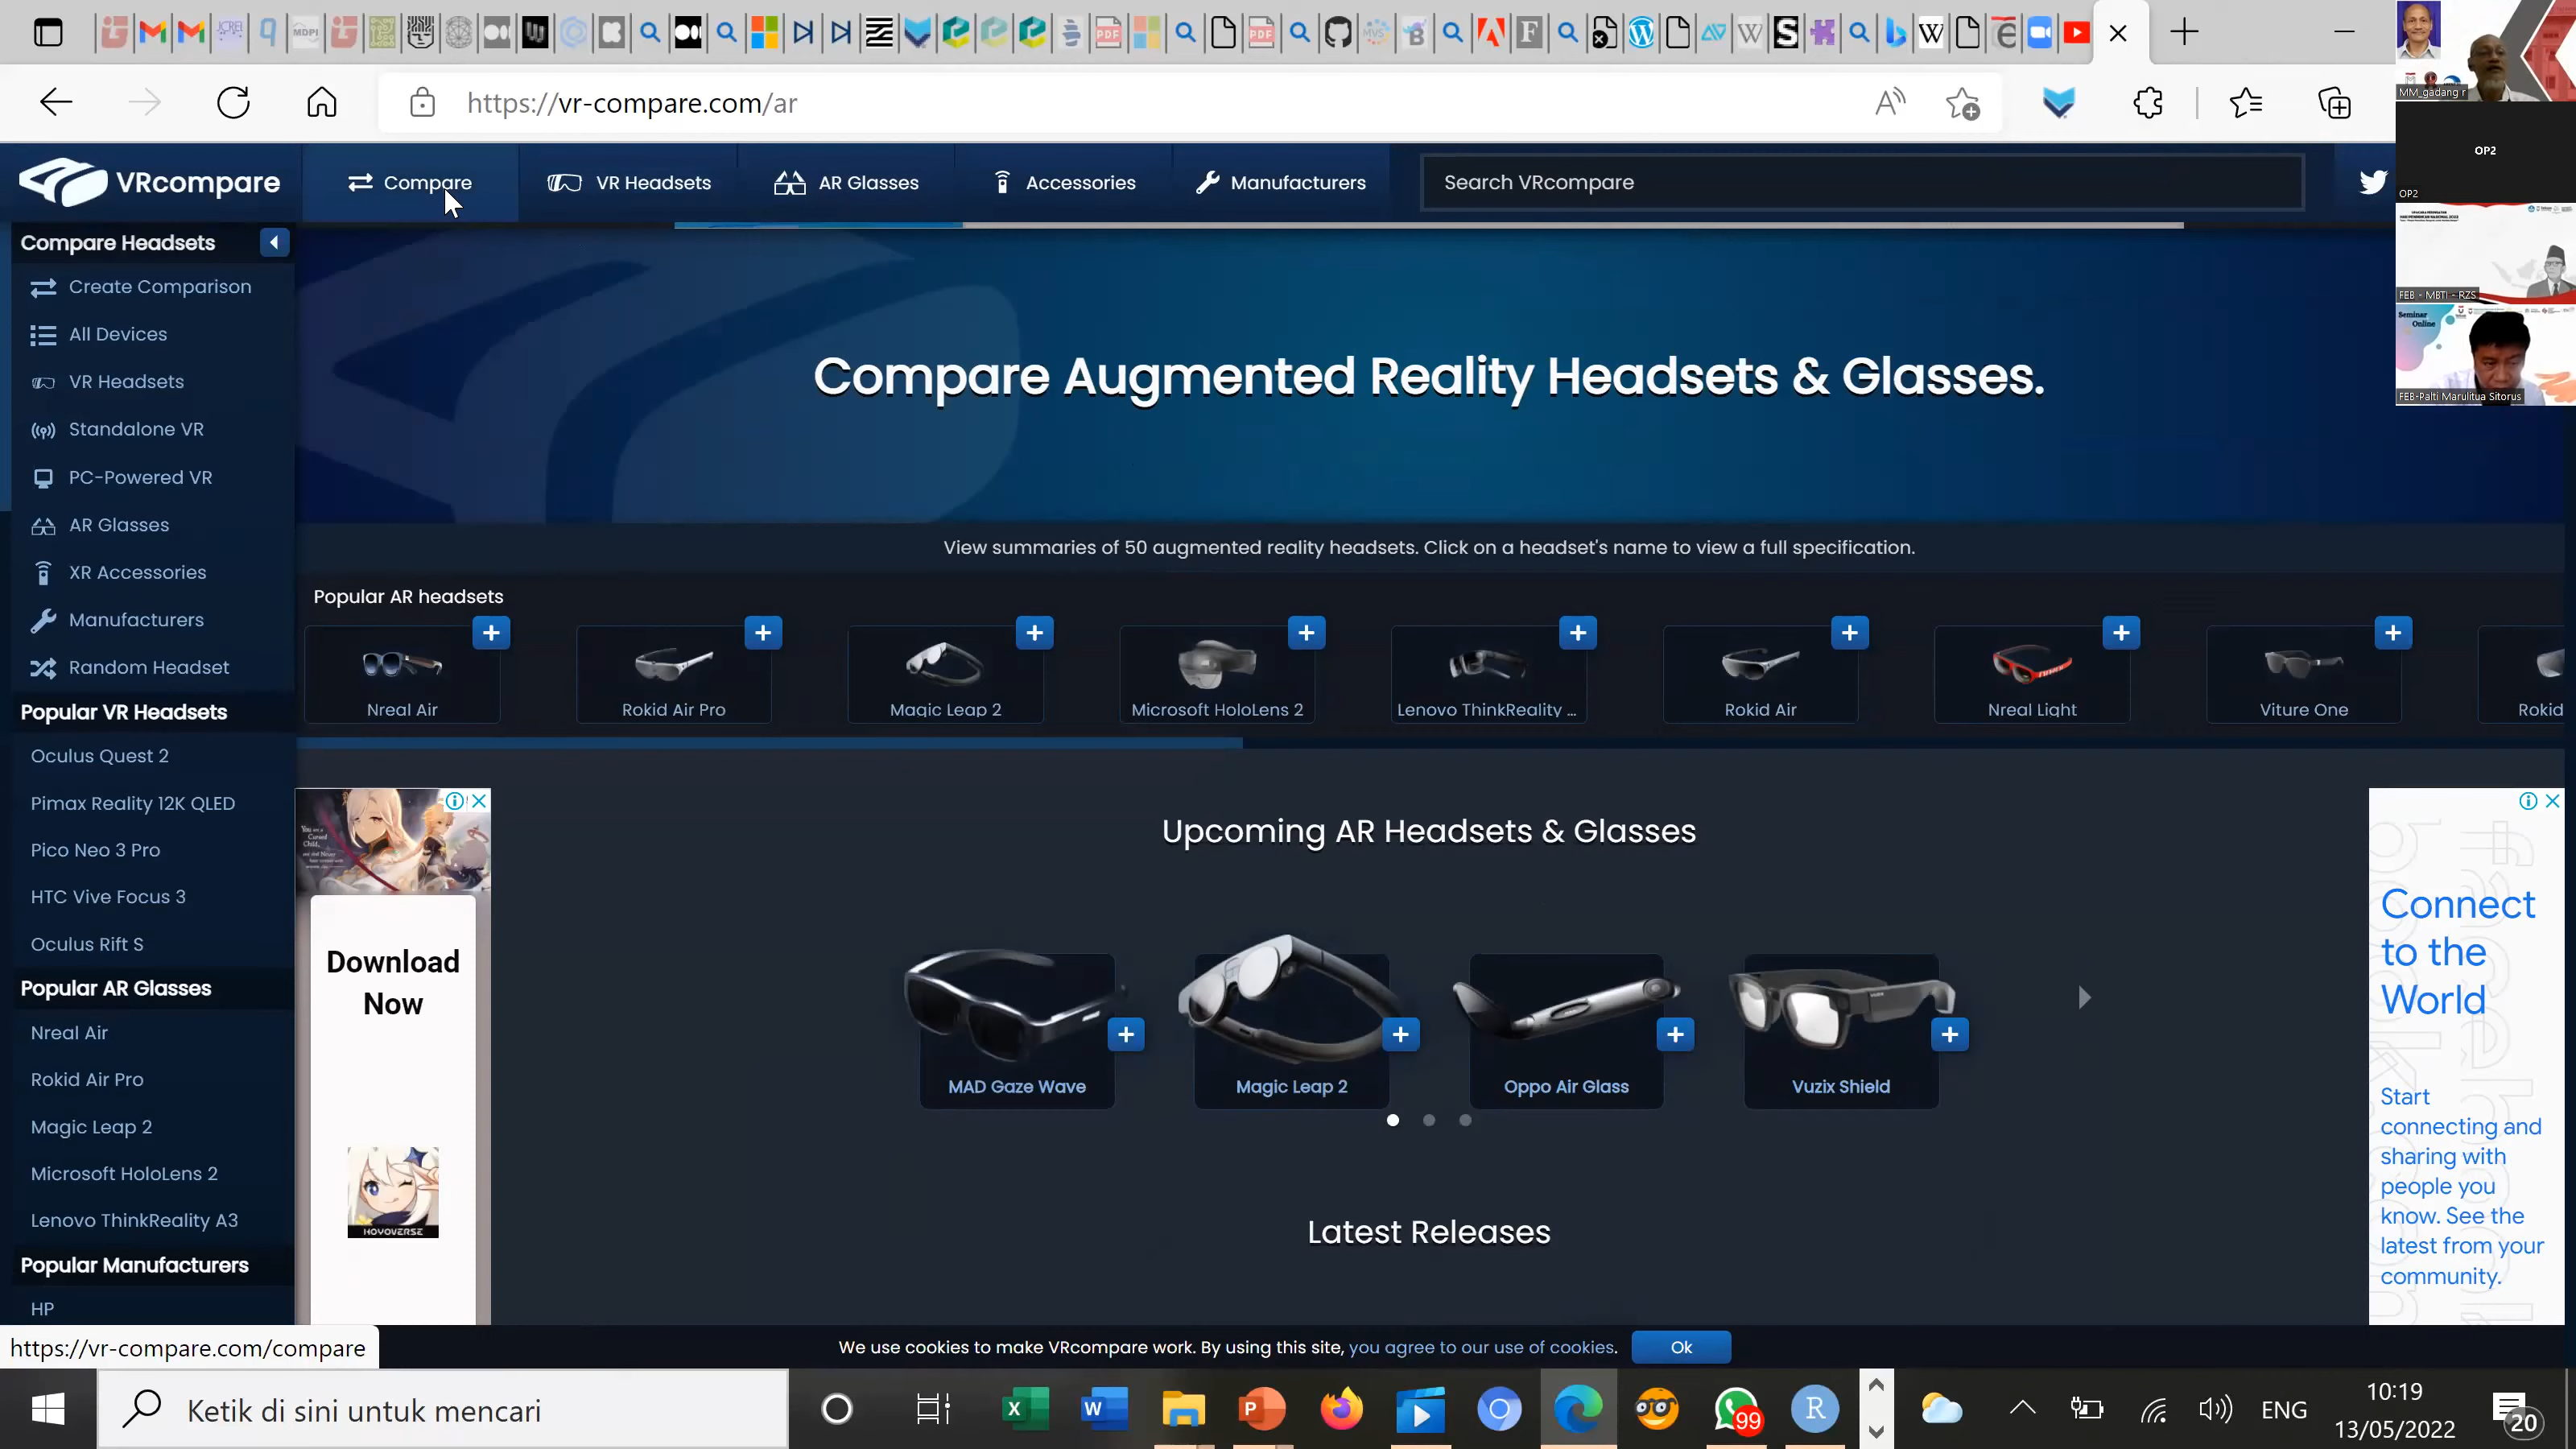 https://vr-compare.com/ar
MM_gadang r
OP2
OP2
FEB - MBTI - RZS
Seminar
Online
FEB-Palti Marulitua Sitorus
VRcompare
Compare
VR Headsets
AR Glasses
Accessories
Manufacturers
Search VRcompare
Compare Headsets
Create Comparison
All Devices
VR Headsets
Standalone VR
PC-Powered VR
AR Glasses
XR Accessories
Manufacturers
Random Headset
Popular VR Headsets
Oculus Quest 2
Pimax Reality 12K QLED
Pico Neo 3 Pro
HTC Vive Focus 3
Oculus Rift S
Popular AR Glasses
Nreal Air
Rokid Air Pro
Magic Leap 2
Microsoft HoloLens 2
Lenovo ThinkReality A3
Popular Manufacturers
HP
Compare Augmented Reality Headsets & Glasses.
View summaries of 50 augmented reality headsets. Click on a headset's name to view a full specification.
Popular AR headsets
Nreal Air
Rokid Air Pro
Magic Leap 2
Microsoft HoloLens 2
Lenovo ThinkReality ...
Rokid Air
Nreal Light
Viture One
Rokid
Download
Now
HOYOVERSE
Upcoming AR Headsets & Glasses
MAD Gaze Wave
Magic Leap 2
Oppo Air Glass
Vuzix Shield
Latest Releases
Connect
to the
World
Start
connecting and
sharing with
people you
know. See the
latest from your
community.
https://vr-compare.com/compare
We use cookies to make VRcompare work. By using this site, you agree to our use of cookies.
Ok
Ketik di sini untuk mencari
99
ENG
10:19
13/05/2022
20